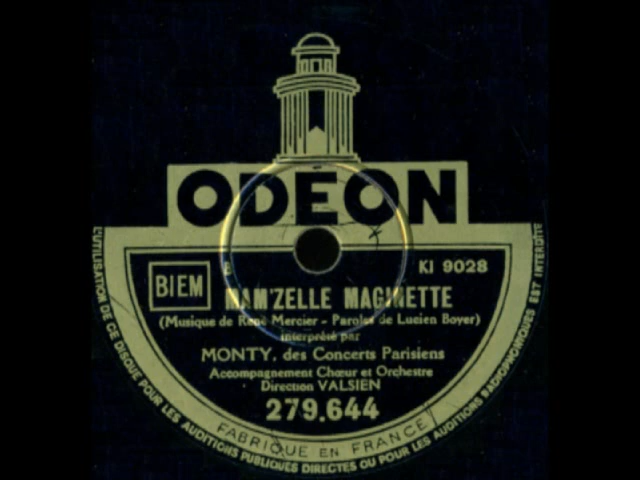 ODEON
BIEM
KI 9028
MAM'ZELLE MAGINETTE
(Musique de René Mercier - Paroles de Lucien Boyer)
interprété par
MONTY, des Concerts Parisiens
Accompagnement Chœur et Orchestre
Direction VALSIEN
279.644
FABRIQUE EN FRANCE
L'UTILISATION DE CE DISQUE POUR LES AUDITIONS PUBLIQUES DIRECTES OU POUR LES AUDITIONS RADIOPHONIQUES EST INTERDITE